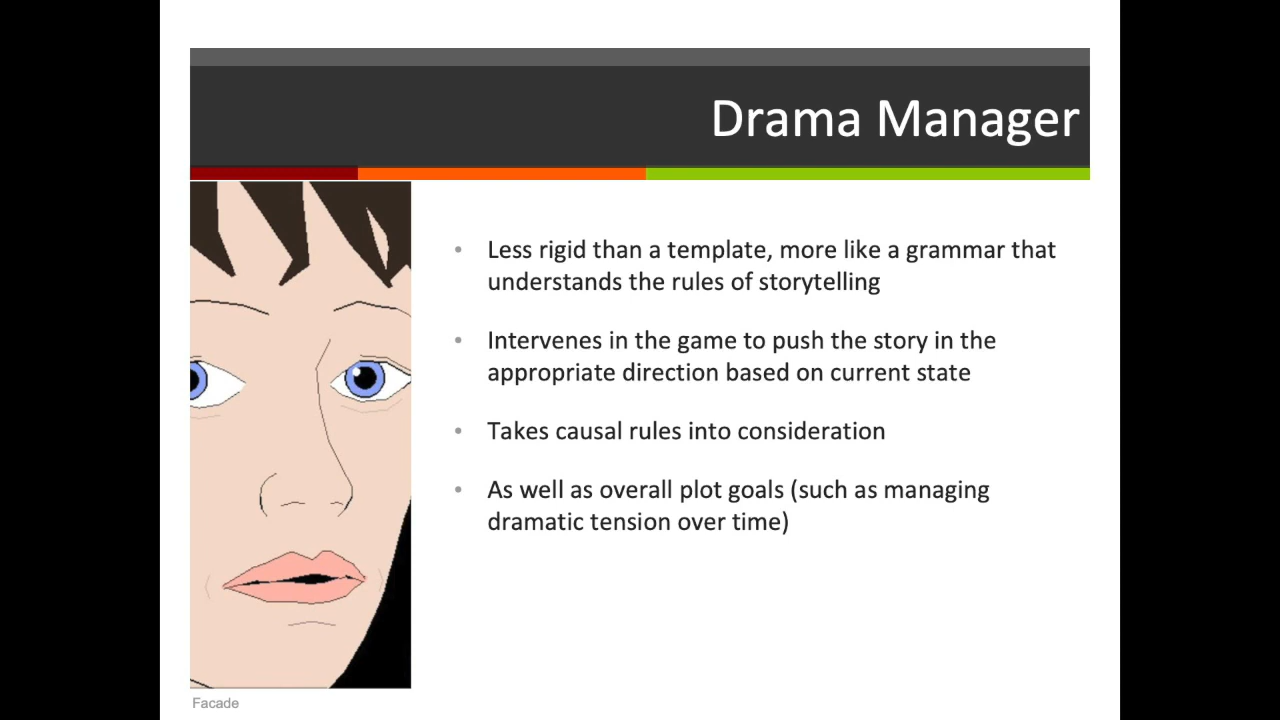 Drama Manager
• Less rigid than a template, more like a grammar that
understands the rules of storytelling
• Intervenes in the game to push the story in the
appropriate direction based on current state
• Takes causal rules into consideration
• As well as overall plot goals (such as managing
dramatic tension over time)
Facade